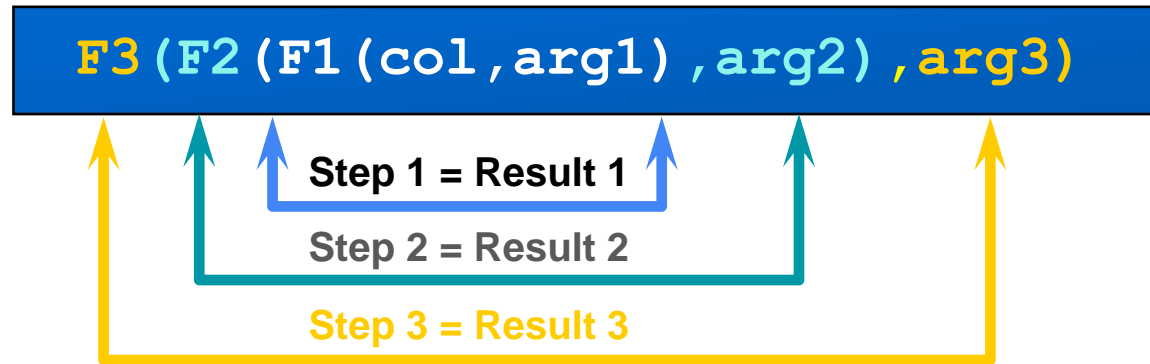 F3(F2(F1(col,arg1),arg2),arg3)
Step 1 = Result 1
Step 2 = Result 2
Step 3 = Result 3